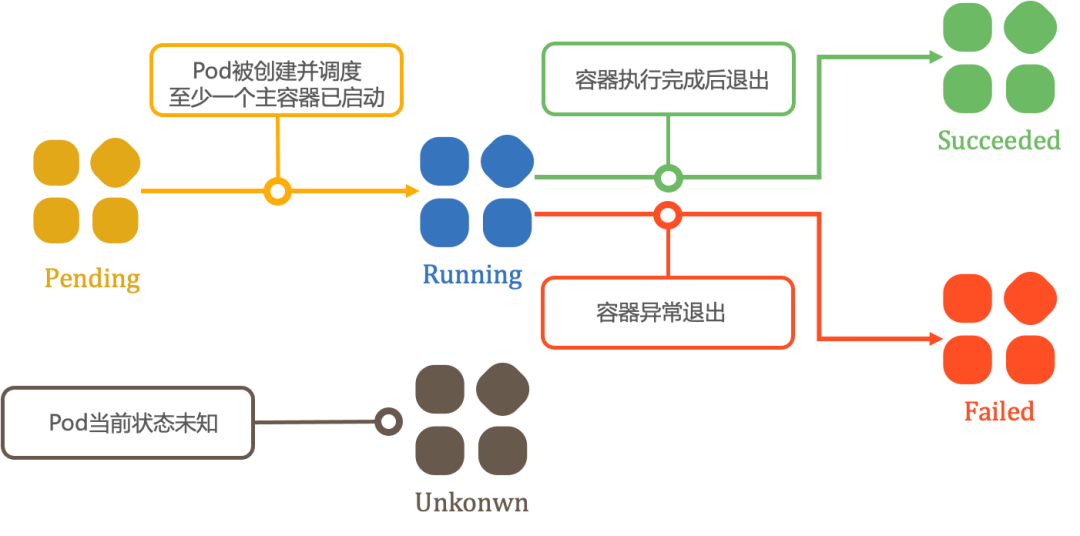 Pod被创建并调度
至少一个主容器已启动
容器执行完成后退出
Succeeded
Pending
Running
容器异常退出
Failed
Pod当前状态未知
Unkonwn